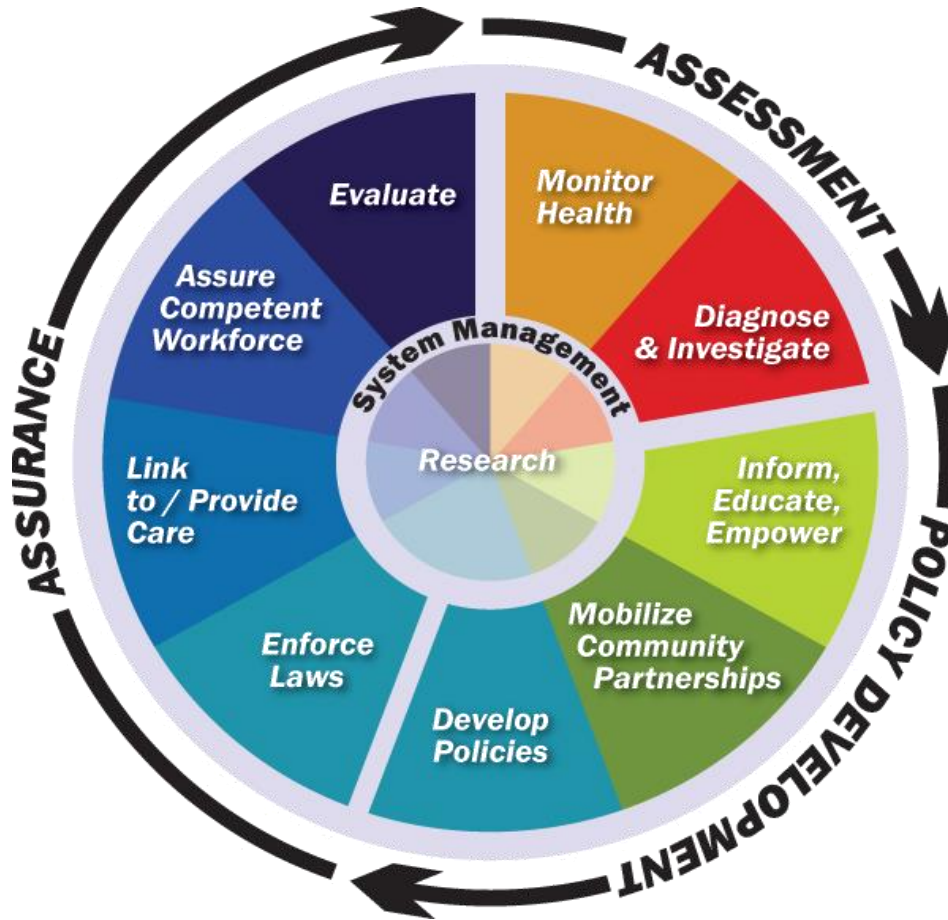 ASSESSMENT
Monitor
Health
Diagnose
& Investigate
POLICY DEVELOPMENT
Inform,
Educate,
Empower
Mobilize
Community
Partnerships
Develop
Policies
ASSURANCE
Enforce
Laws
Link
to / Provide
Care
Assure
Competent
Workforce
Evaluate
System Management
Research